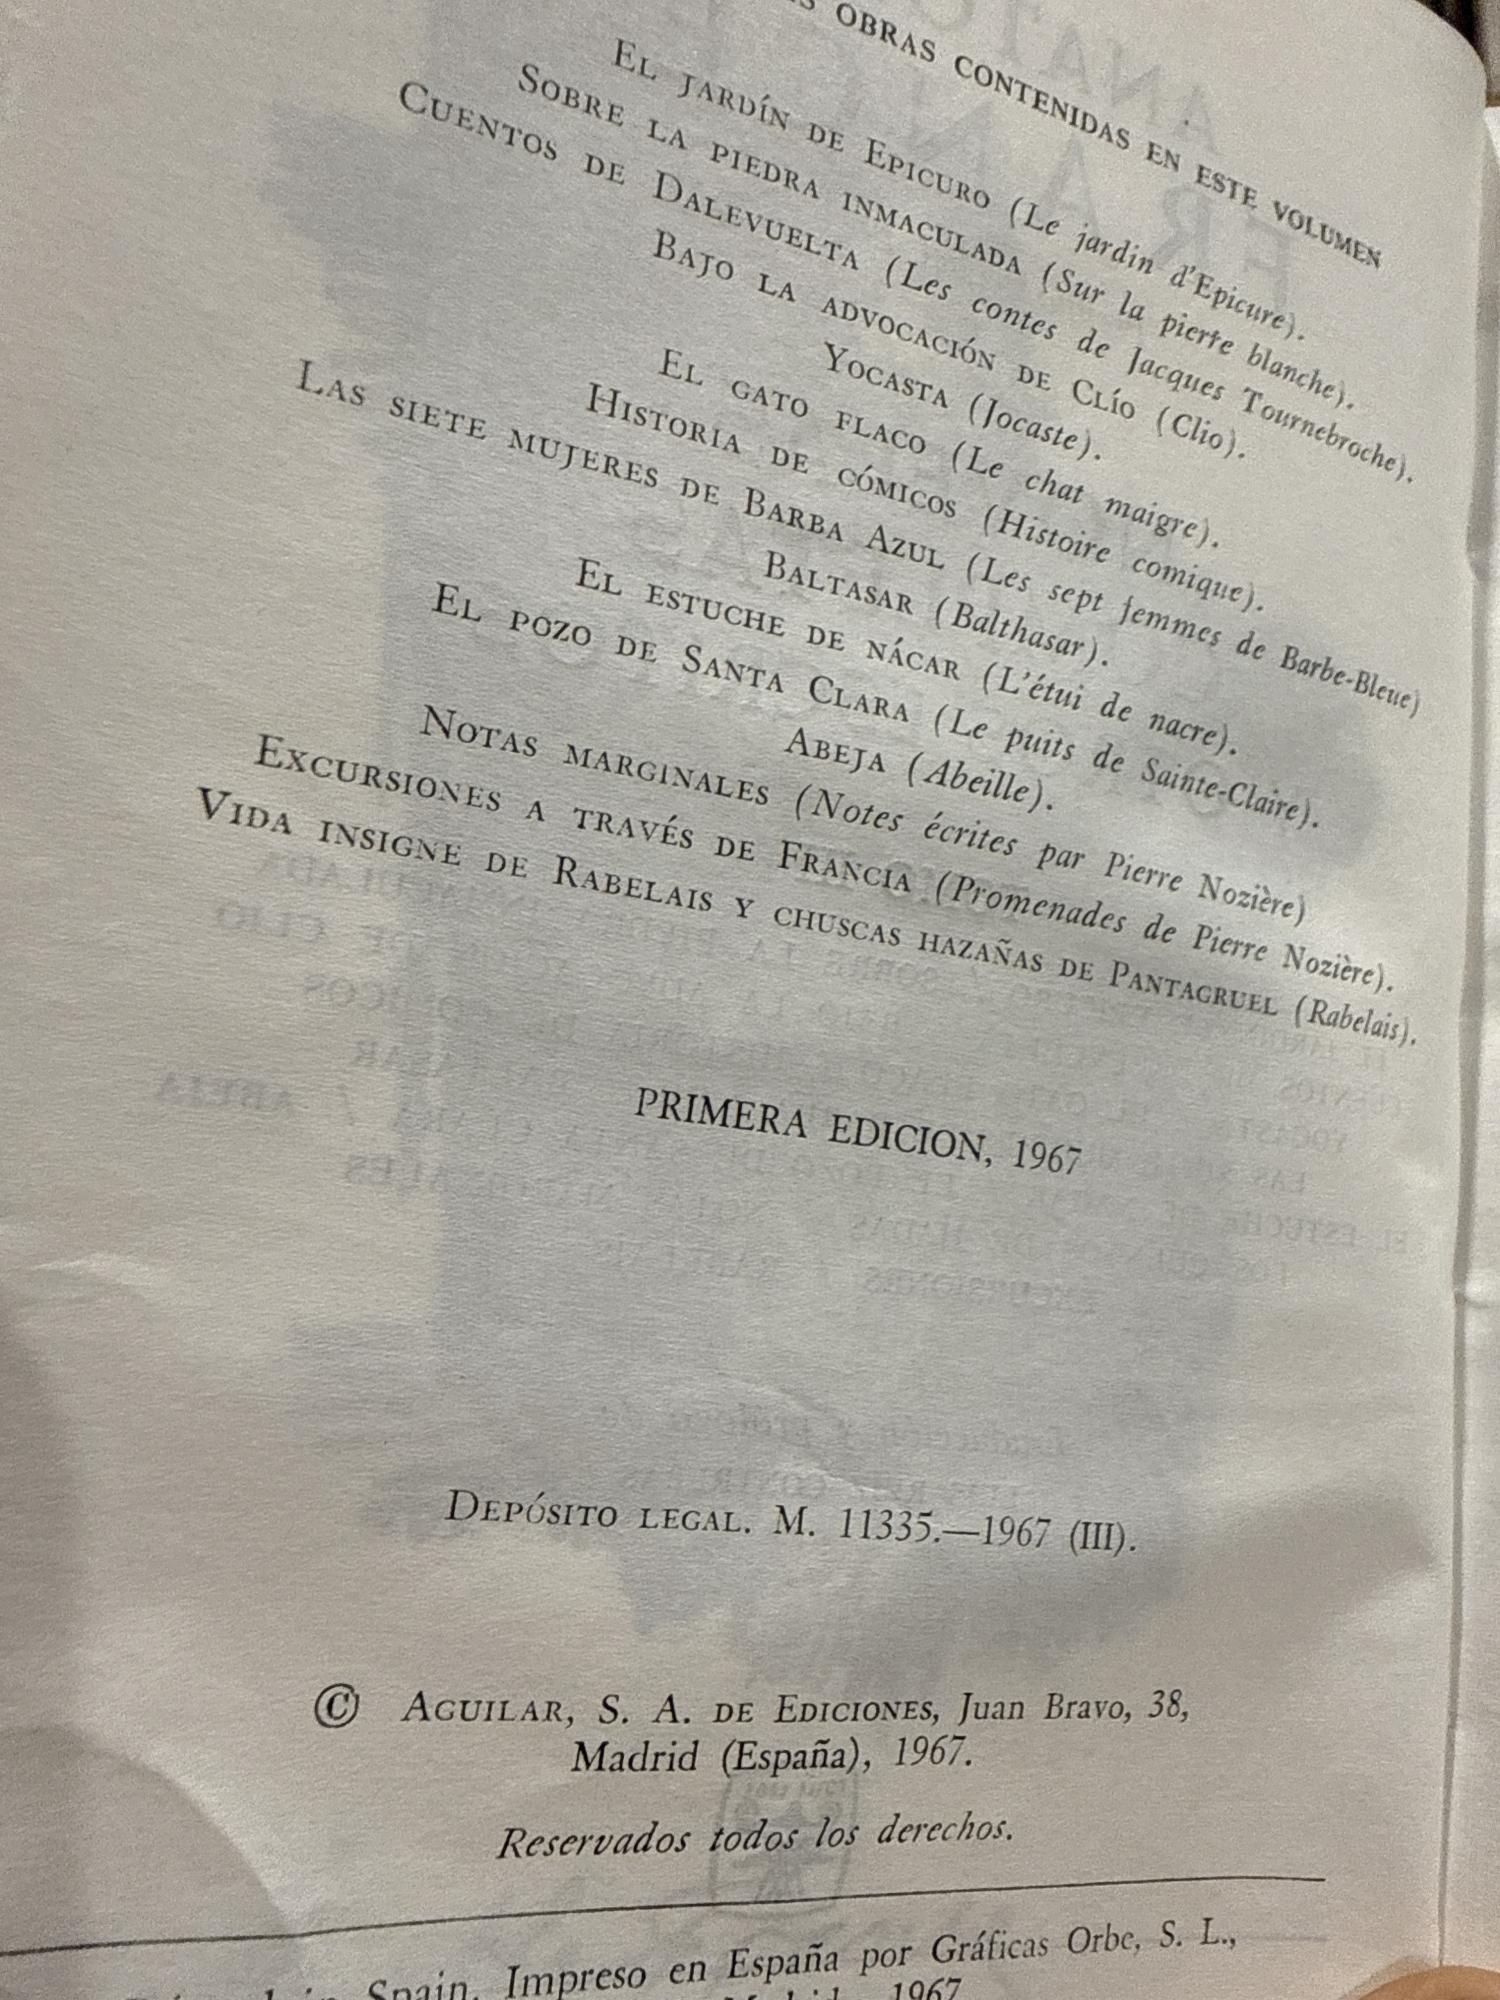 OBRAS CONTENIDAS EN ESTE VOLUMEN
EL JARDÍN DE EPICURO (Le jardin d'Epicure).
SOBRE LA PIEDRA INMACULADA (Sur la pierre blanche).
CUENTOS DE DALEVUELTA (Les contes de Jacques Tournebroche).
BAJO LA ADVOCACIÓN DE CLÍO (Clio).
YOCASTA (Jocaste).
EL GATO FLACO (Le chat maigre).
HISTORIA DE CÓMICOS (Histoire comique).
LAS SIETE MUJERES DE BARBA AZUL (Les sept femmes de Barbe-Bleue)
BALTASAR (Balthasar).
EL ESTUCHE DE NÁCAR (L'étui de nacre).
EL POZO DE SANTA CLARA (Le puits de Sainte-Claire).
ABEJA (Abeille).
NOTAS MARGINALES (Notes écrites par Pierre Nozière)
EXCURSIONES A TRAVÉS DE FRANCIA (Promenades de Pierre Nozière).
VIDA INSIGNE DE RABELAIS Y CHUSCAS HAZAÑAS DE PANTAGRUEL (Rabelais).
PRIMERA EDICION, 1967
DEPÓSITO LEGAL. M. 11335.—1967 (III).
© AGUILAR, S. A. DE EDICIONES, Juan Bravo, 38,
Madrid (España), 1967.
Reservados todos los derechos.
in Spain. Impreso en España por Gráficas Orbe, S. L.,
1967